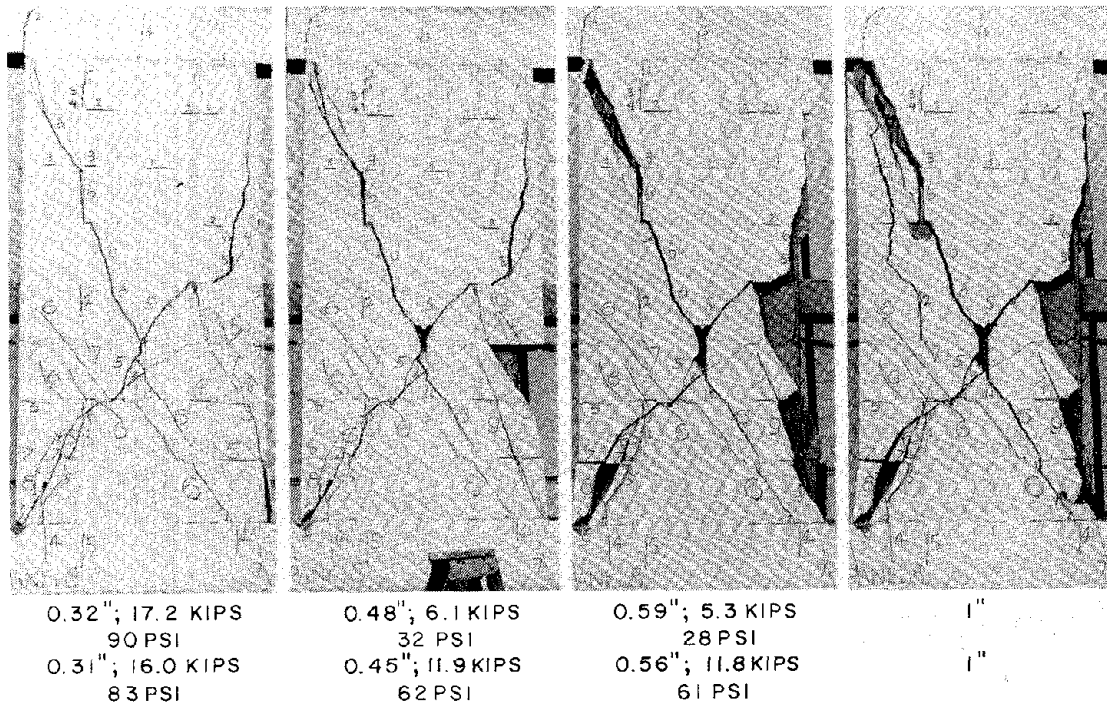 0.32"; 17.2 KIPS
90 PSI
0.31"; 16.0 KIPS
83 PSI
0.48"; 6.1 KIPS
32 PSI
0.45"; 11.9 KIPS
62 PSI
0.59"; 5.3 KIPS
28 PSI
0.56"; 11.8 KIPS
61 PSI
1"
1"